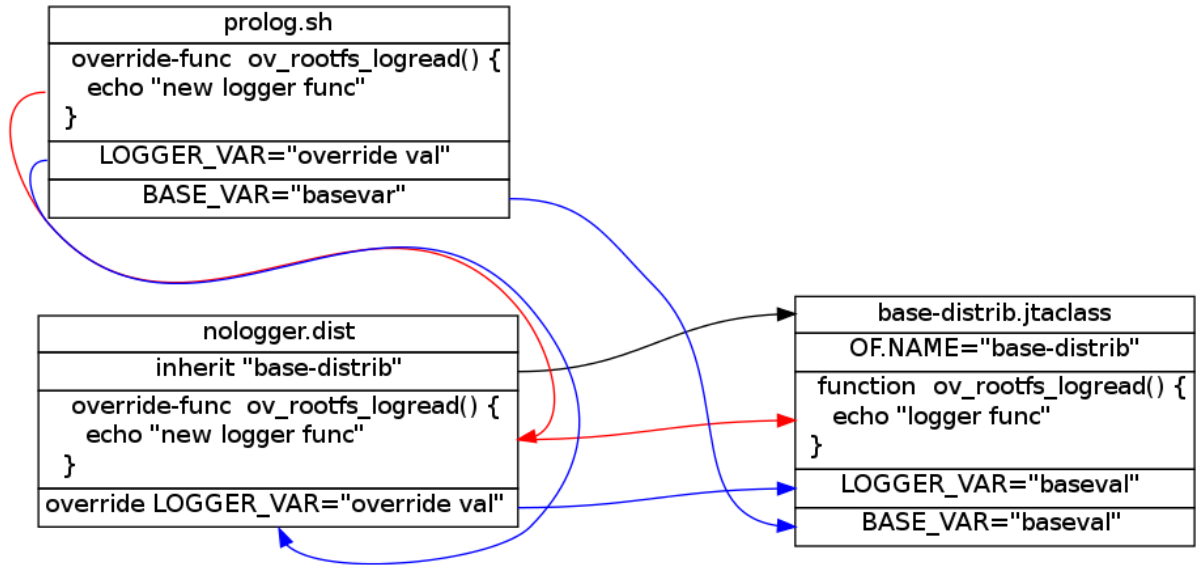 prolog.sh
override-func  ov_rootfs_logread() {
echo "new logger func"
}
LOGGER_VAR="override val"
BASE_VAR="basevar"
nologger.dist
inherit "base-distrib"
override-func  ov_rootfs_logread() {
echo "new logger func"
}
override LOGGER_VAR="override val"
base-distrib.jtaclass
OF.NAME="base-distrib"
function  ov_rootfs_logread() {
echo "logger func"
}
LOGGER_VAR="baseval"
BASE_VAR="baseval"